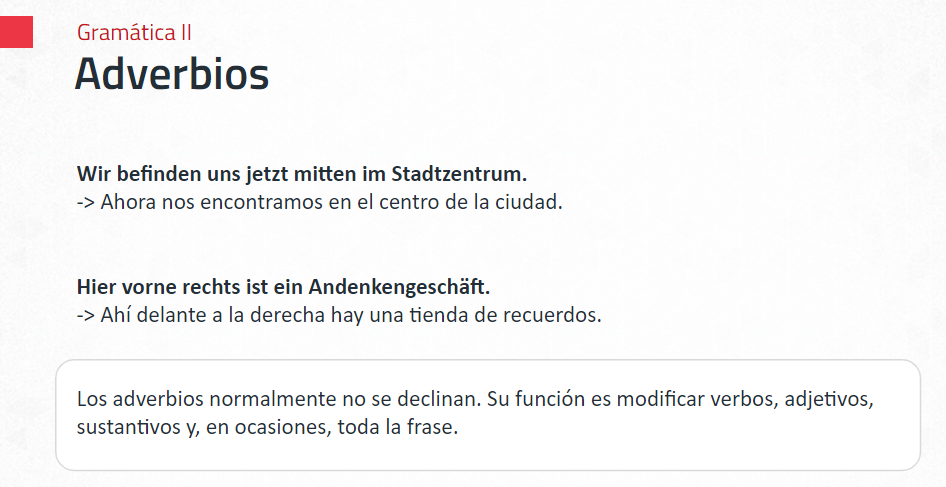 Gramática II
Adverbios
Wir befinden uns jetzt mitten im Stadtzentrum.
-> Ahora nos encontramos en el centro de la ciudad.
Hier vorne rechts ist ein Andenkengeschäft.
-> Ahí delante a la derecha hay una tienda de recuerdos.
Los adverbios normalmente no se declinan. Su función es modificar verbos, adjetivos,
sustantivos y, en ocasiones, toda la frase.